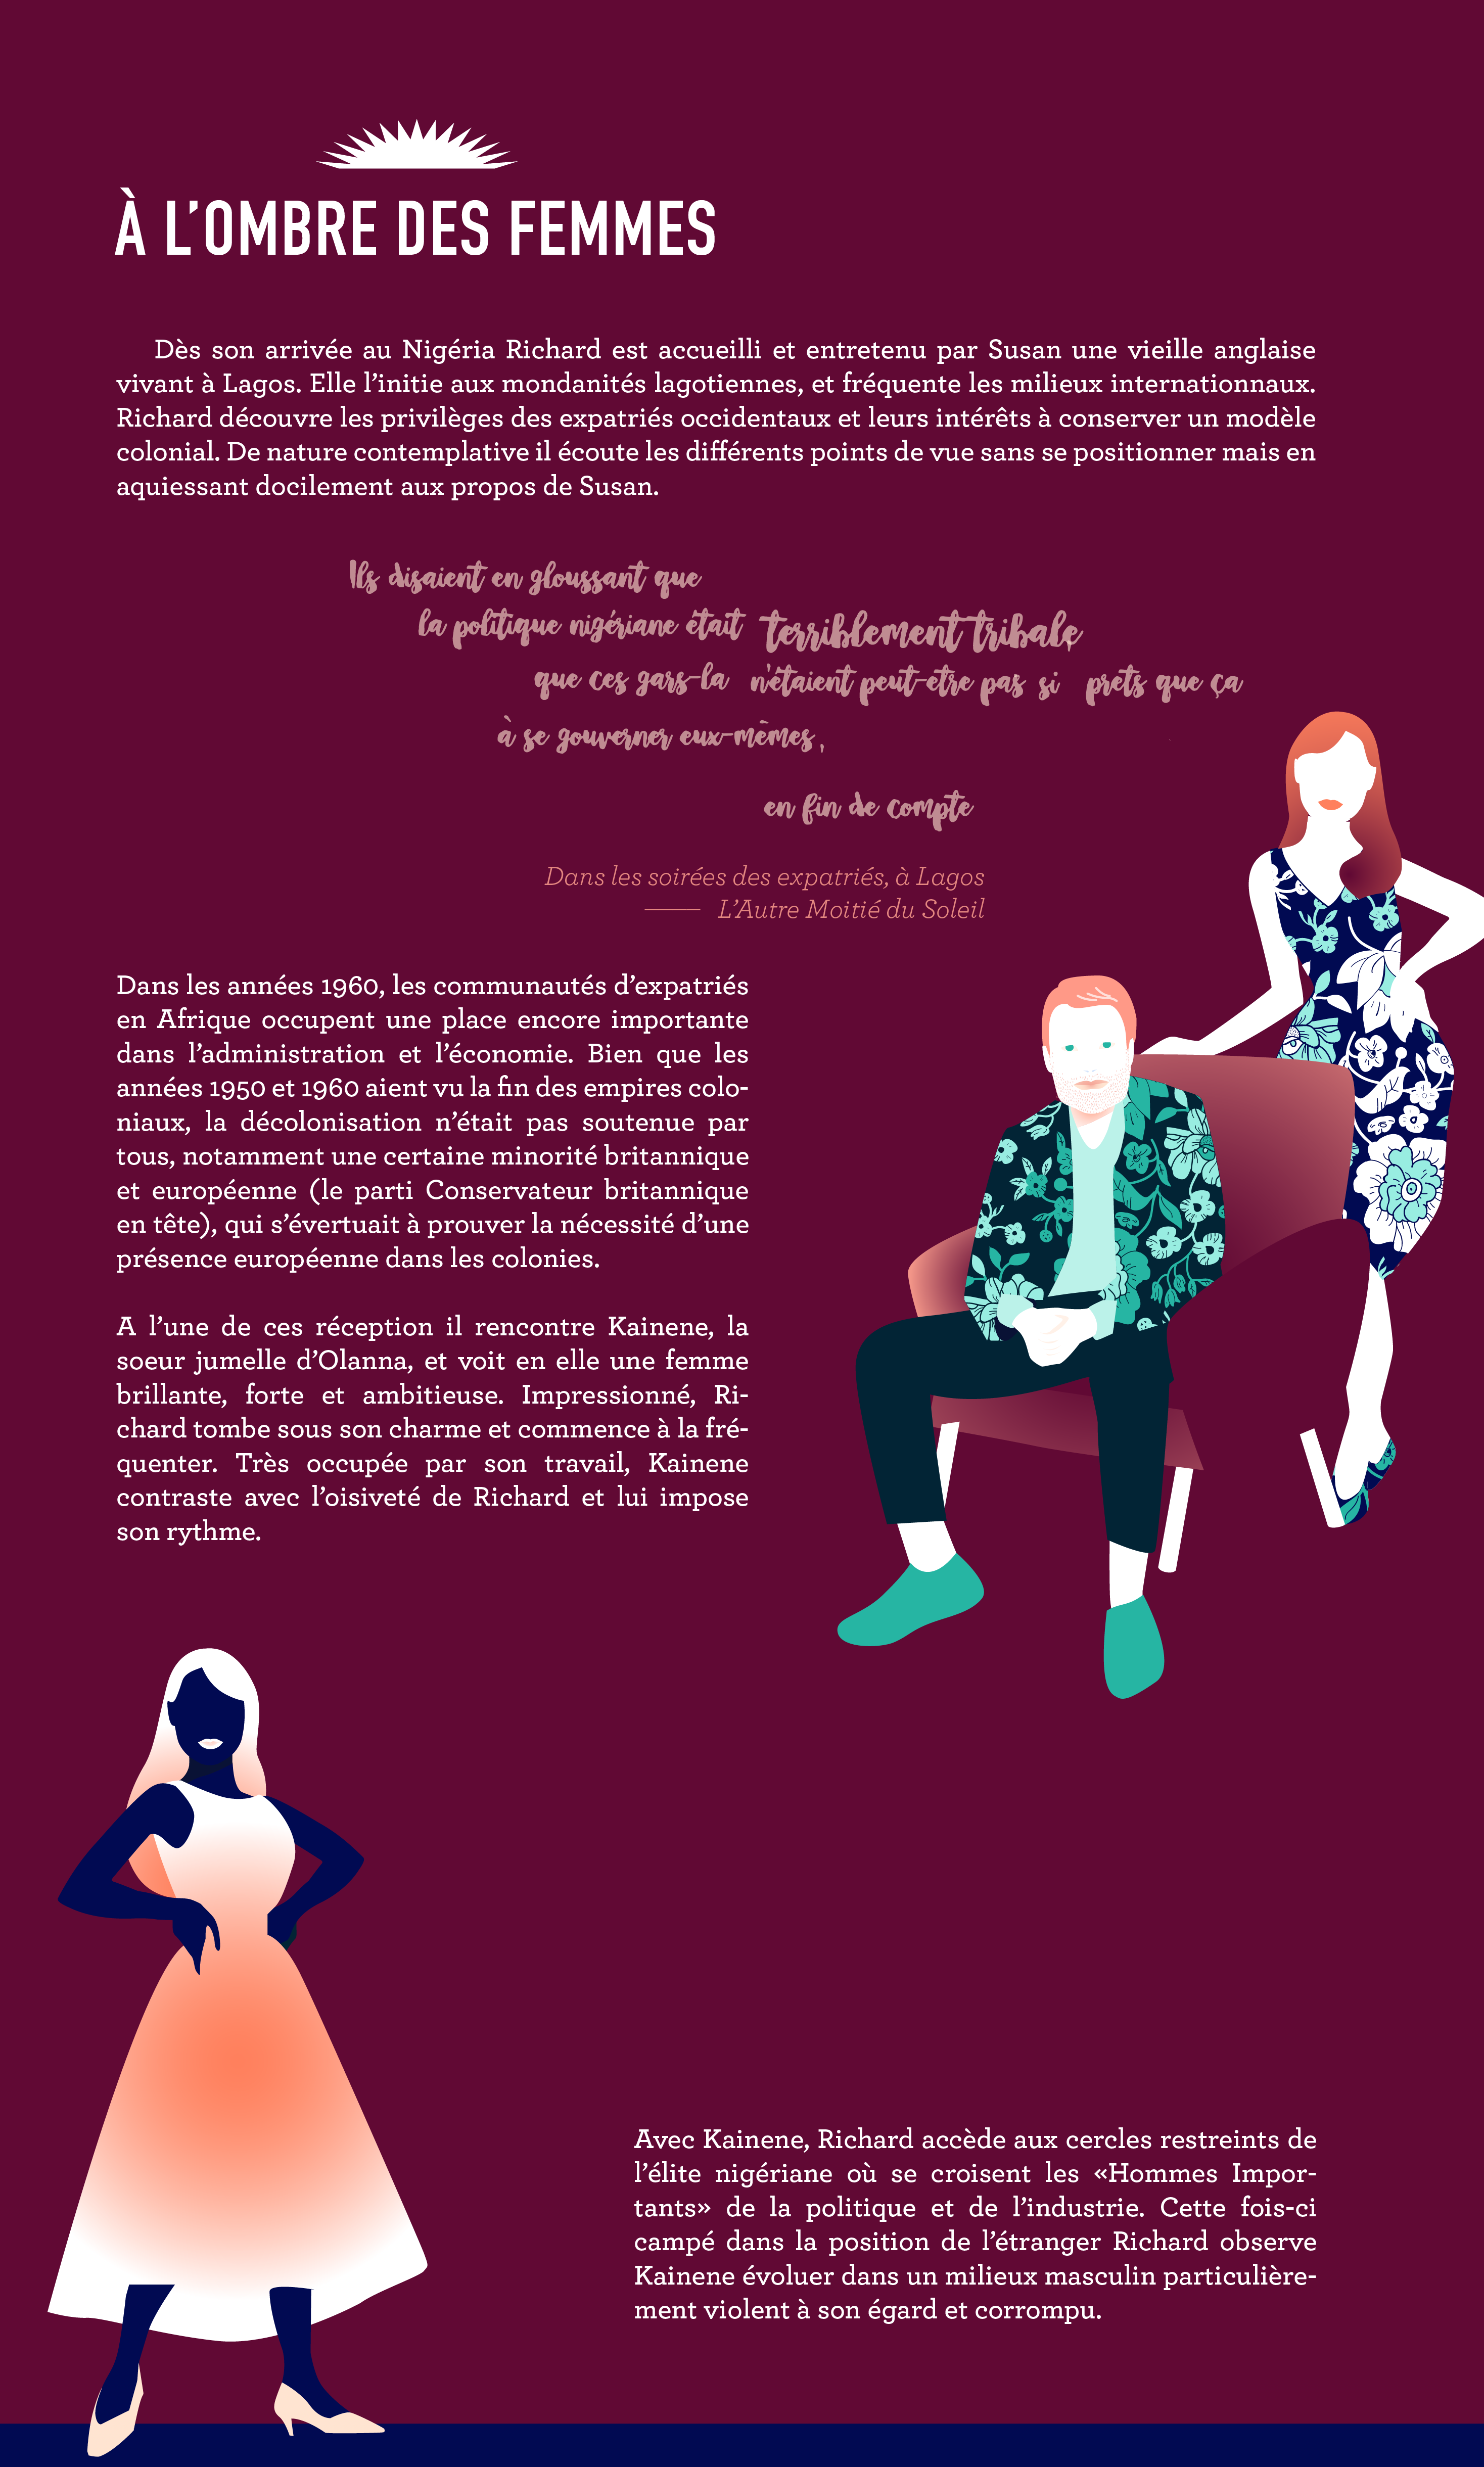 À L'OMBRE DES FEMMES
Dès son arrivée au Nigéria Richard est accueilli et entretenu par Susan une vieille anglaise
vivant à Lagos. Elle l'initie aux mondanités lagotiennes, et fréquente les milieux internationnaux.
Richard découvre les privilèges des expatriés occidentaux et leurs intérêts à conserver un modèle
colonial. De nature contemplative il écoute les différents points de vue sans se positionner mais en
aquiessant docilement aux propos de Susan.
Ils disaient en gloussant que
la politique nigériane était terriblement tribale,
que ces gars-la n'étaient peut-etre pas si prets que ça
à se gouverner eux-mêmes,
en fin de compte
Dans les soirées des expatriés, à Lagos
—— L'Autre Moitié du Soleil
Dans les années 1960, les communautés d'expatriés
en Afrique occupent une place encore importante
dans l'administration et l'économie. Bien que les
années 1950 et 1960 aient vu la fin des empires colo-
niaux, la décolonisation n'était pas soutenue par
tous, notamment une certaine minorité britannique
et européenne (le parti Conservateur britannique
en tête), qui s'évertuait à prouver la nécessité d'une
présence européenne dans les colonies.
A l'une de ces réception il rencontre Kainene, la
soeur jumelle d'Olanna, et voit en elle une femme
brillante, forte et ambitieuse. Impressionné, Ri-
chard tombe sous son charme et commence à la fré-
quenter. Très occupée par son travail, Kainene
contraste avec l'oisiveté de Richard et lui impose
son rythme.
Avec Kainene, Richard accède aux cercles restreints de
l'élite nigériane où se croisent les «Hommes Impor-
tants» de la politique et de l'industrie. Cette fois-ci
campé dans la position de l'étranger Richard observe
Kainene évoluer dans un milieux masculin particulière-
ment violent à son égard et corrompu.